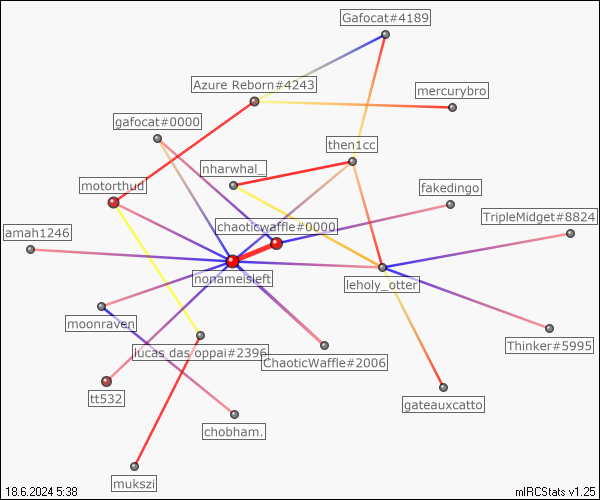 Gafocat#4189
Azure Reborn#4243
mercurybro
gafocat#0000
then1cc
nharwhal_
motorthud
fakedingo
TripleMidget#8824
chaoticwaffle#0000
amah1246
nonameisleft
leholy_otter
moonraven
lucas das oppai#2396
ChaoticWaffle#2006
Thinker#5995
tt532
gateauxcatto
chobham.
mukszi
18.6.2024 5:38
mIRCStats v1.25